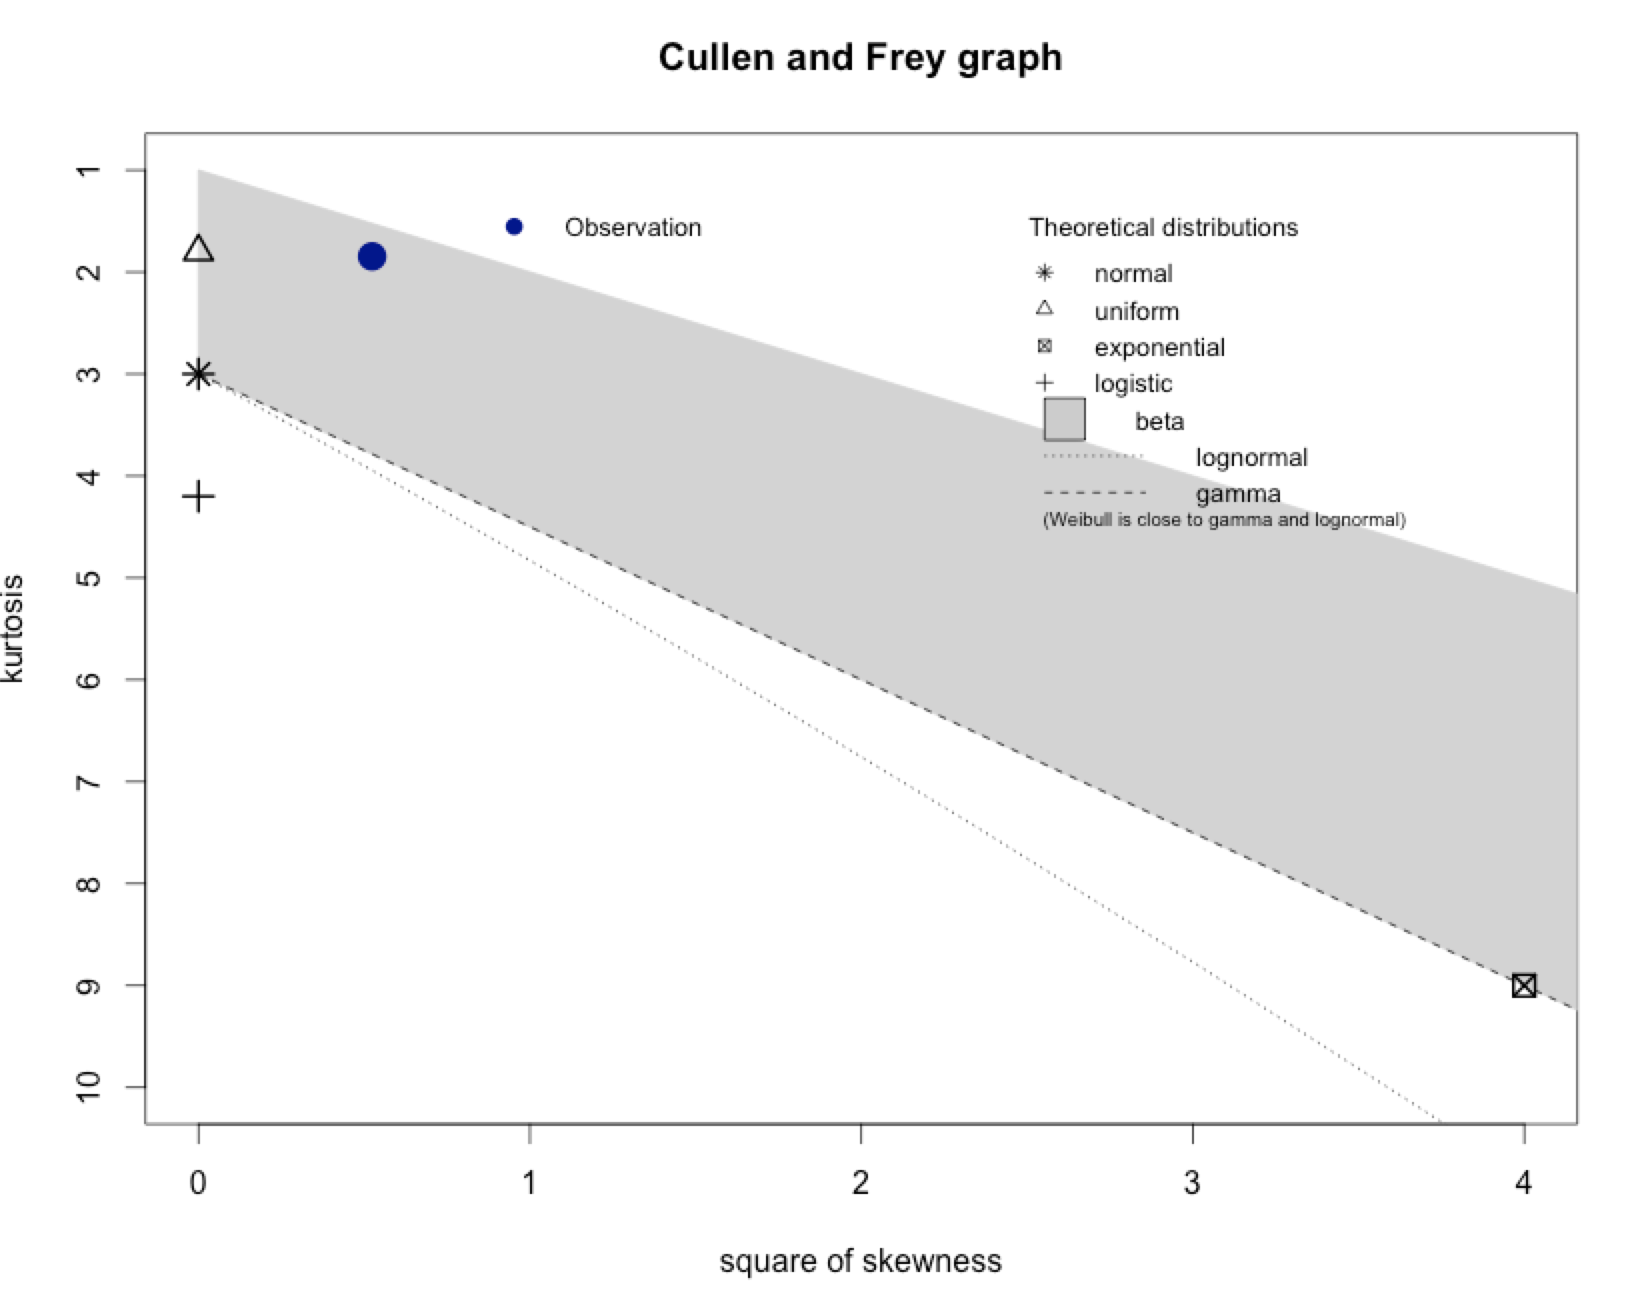 Cullen and Frey graph
1
2
3
4
5
6
7
8
9
10
kurtosis
Observation
Theoretical distributions
normal
uniform
exponential
logistic
beta
lognormal
gamma
(Weibull is close to gamma and lognormal)
0 1 2 3 4
square of skewness